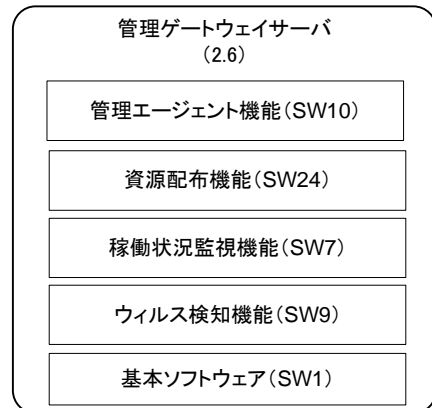 管理ゲートウェイサーバ
（2.6）
管理エージェント機能（SW10）
資源配布機能（SW24）
稼働状況監視機能（SW7）
ウィルス検知機能（SW9）
基本ソフトウェア（SW1）